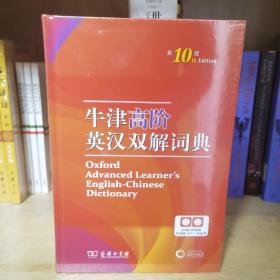 第10版
th Edition
牛津高阶
英汉双解词典
Oxford
Advanced Learner's
English-Chinese
Dictionary
商务印书馆